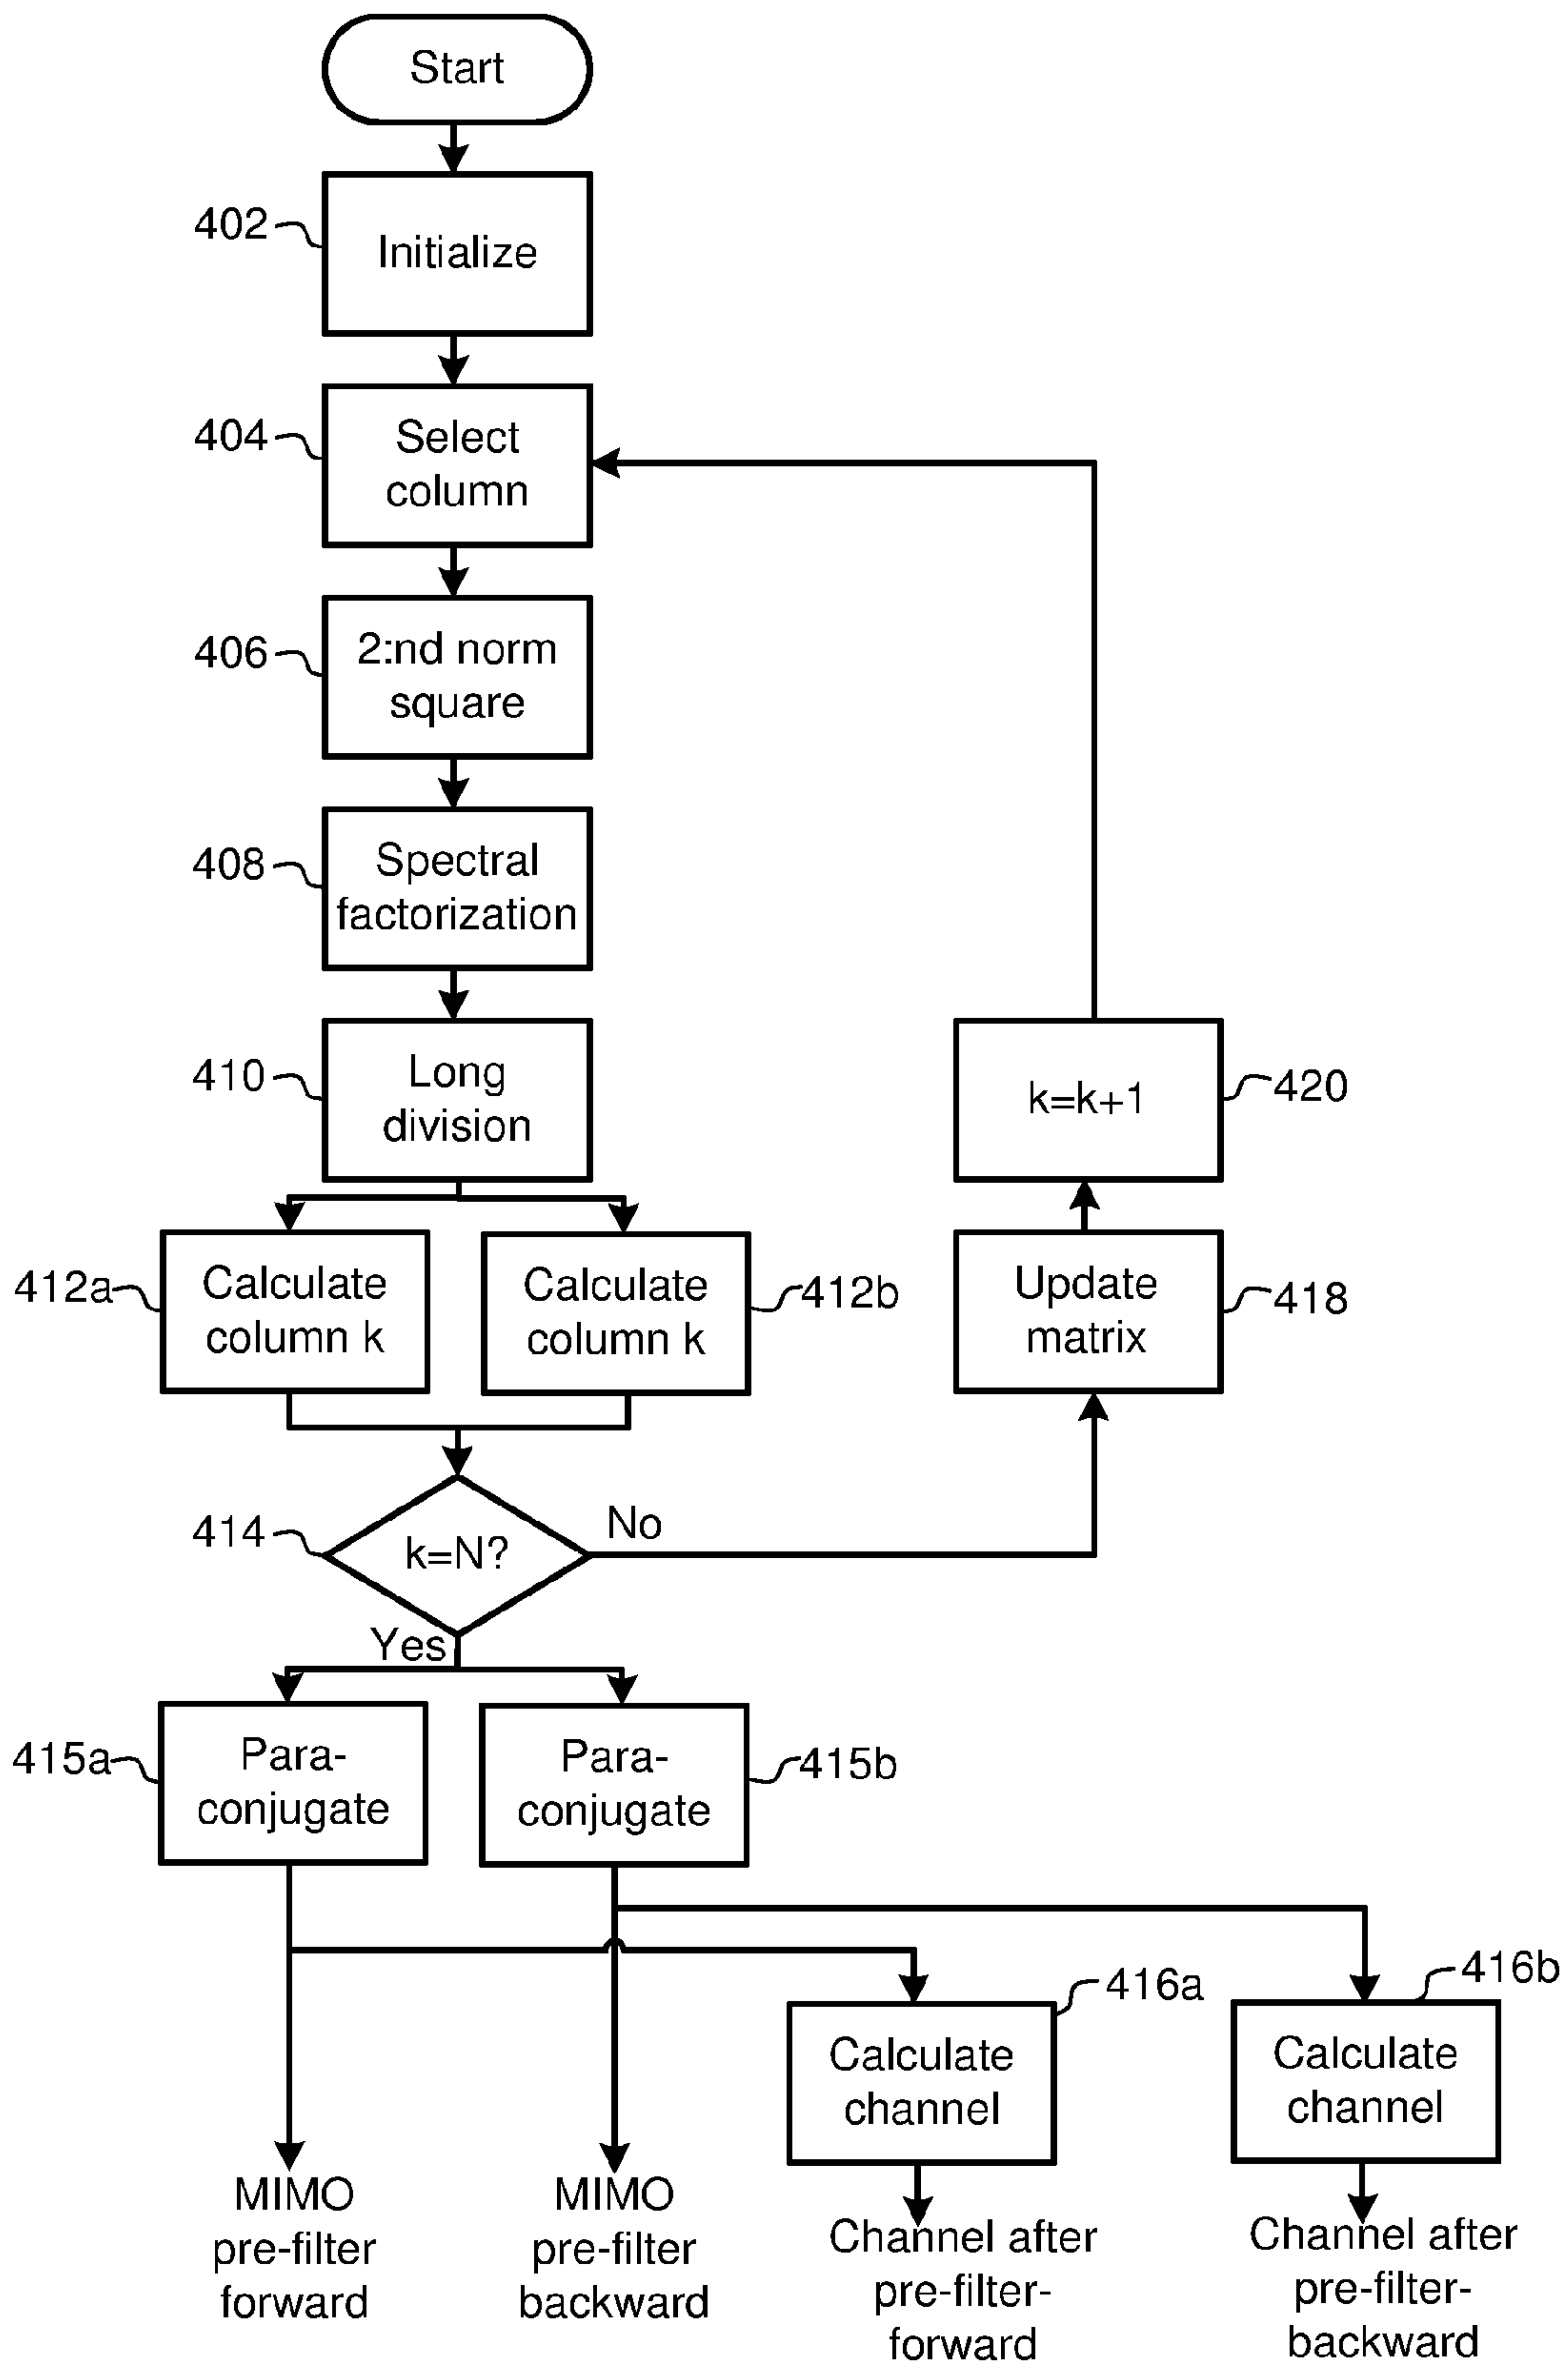 Start
402
Initialize
404
Select
column
406
2:nd norm
square
408
Spectral
factorization
410
Long
division
k=k+1
420
412a
Calculate
column k
Calculate
column k
412b
Update
matrix
418
414
k=N?
No
Yes
415a
Para-
conjugate
Para-
conjugate
415b
416a
416b
Calculate
channel
Calculate
channel
MIMO
pre-filter
forward
MIMO
pre-filter
backward
Channel after
pre-filter-
forward
Channel after
pre-filter-
backward